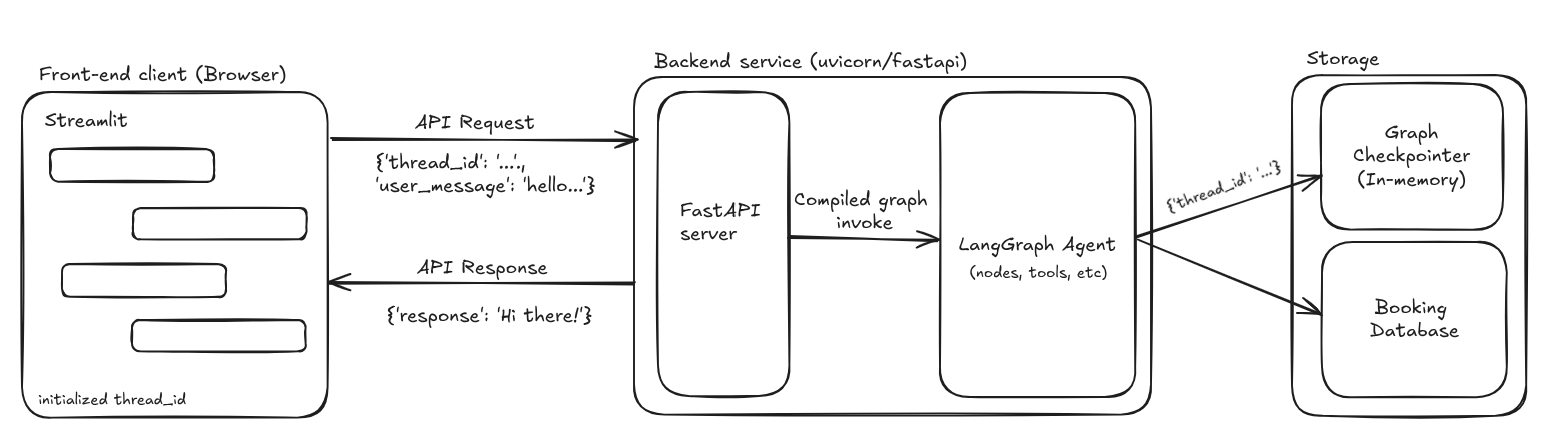 Front-end client (Browser)
Streamlit
initialized thread_id
API Request
{'thread_id': '....,
'user_message': 'hello...'}
API Response
{'response': 'Hi there!'}
Backend service (uvicorn/fastapi)
FastAPI
server
Compiled graph
invoke
LangGraph Agent
(nodes, tools, etc)
{'thread_id': '...'}
Storage
Graph
Checkpointer
(In-memory)
Booking
Database